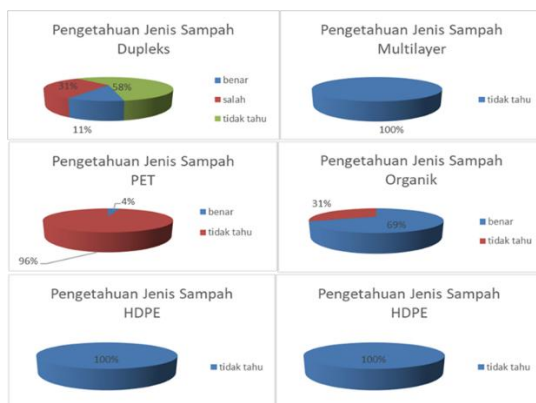 Pengetahuan Jenis Sampah
Dupleks
31%
58%
11%
benar
salah
tidak tahu
Pengetahuan Jenis Sampah
Multilayer
100%
tidak tahu
Pengetahuan Jenis Sampah
PET
4%
96%
benar
tidak tahu
Pengetahuan Jenis Sampah
Organik
31%
69%
benar
tidak tahu
Pengetahuan Jenis Sampah
HDPE
100%
tidak tahu
Pengetahuan Jenis Sampah
HDPE
100%
tidak tahu